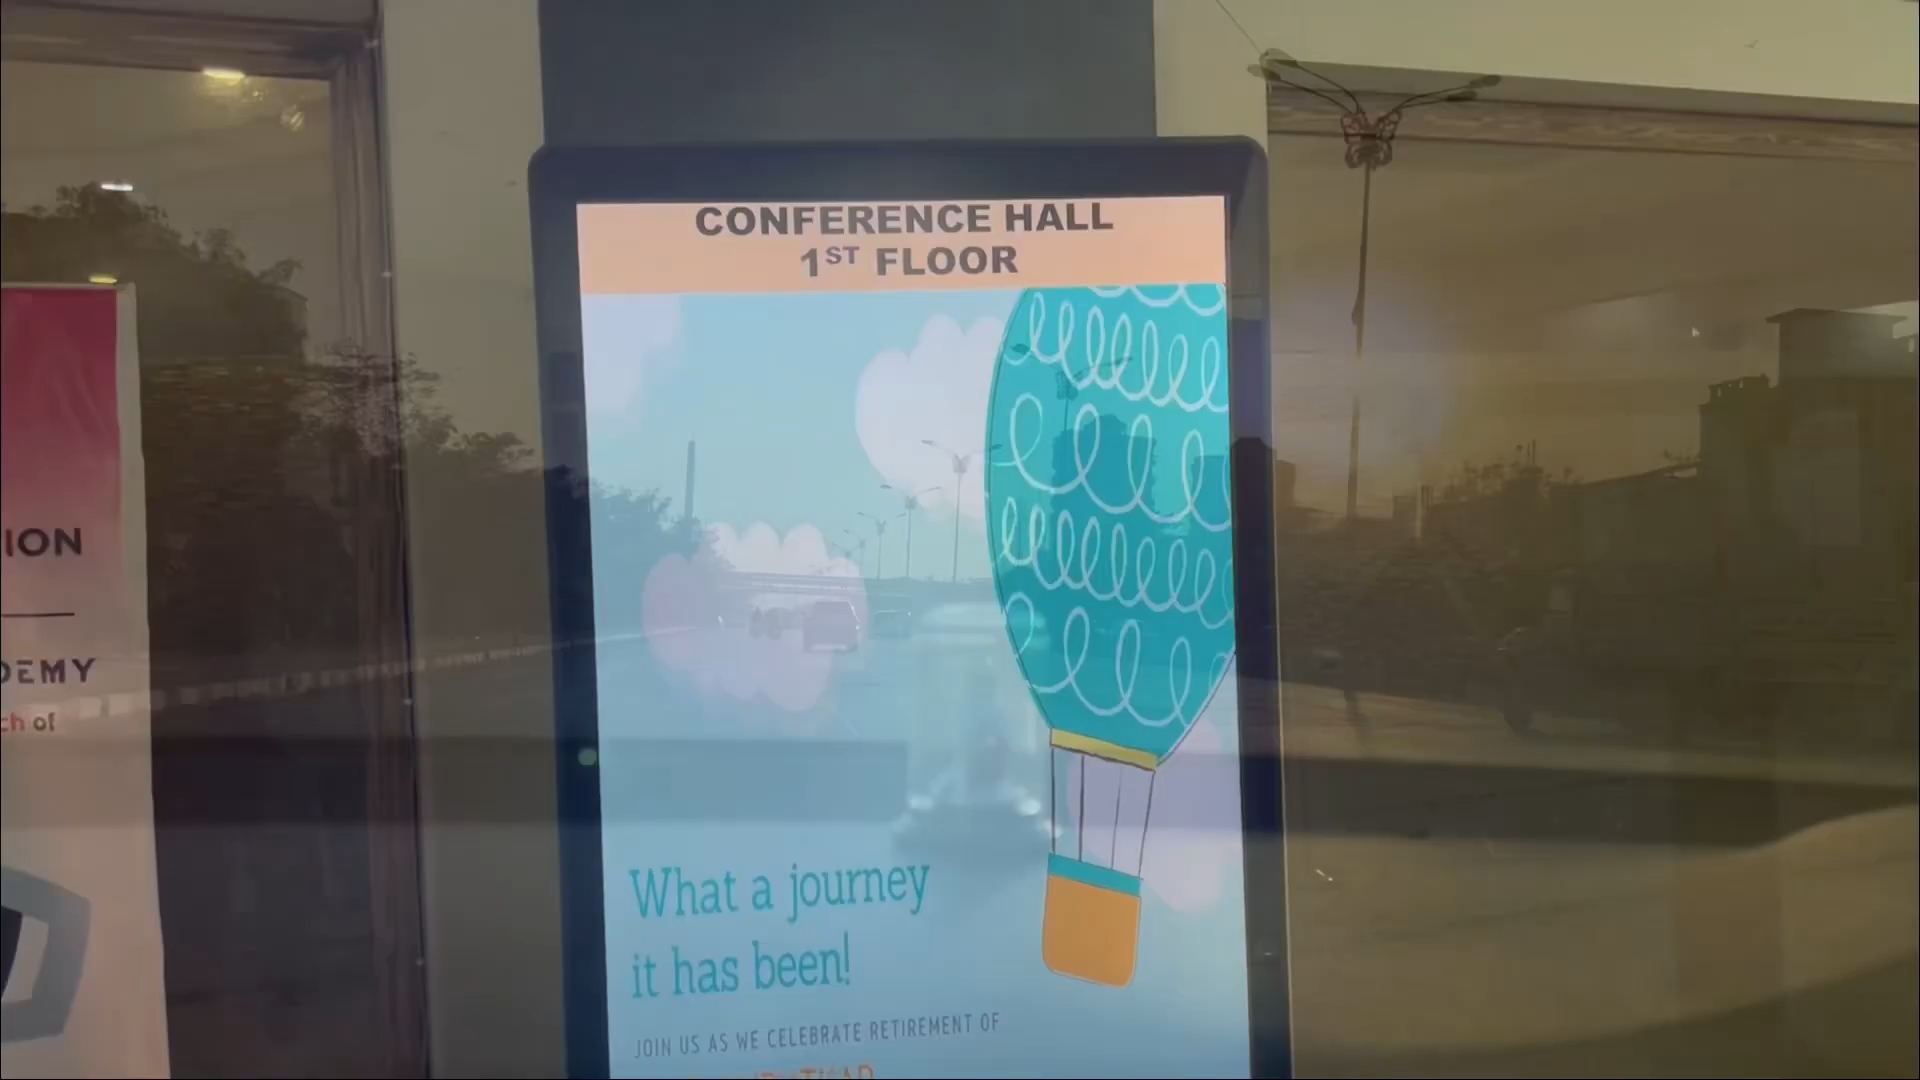 CONFERENCE HALL
1ST FLOOR
ION
DEMY
ch of
What a journey
it has been!
JOIN US AS WE CELEBRATE RETIREMENT OF